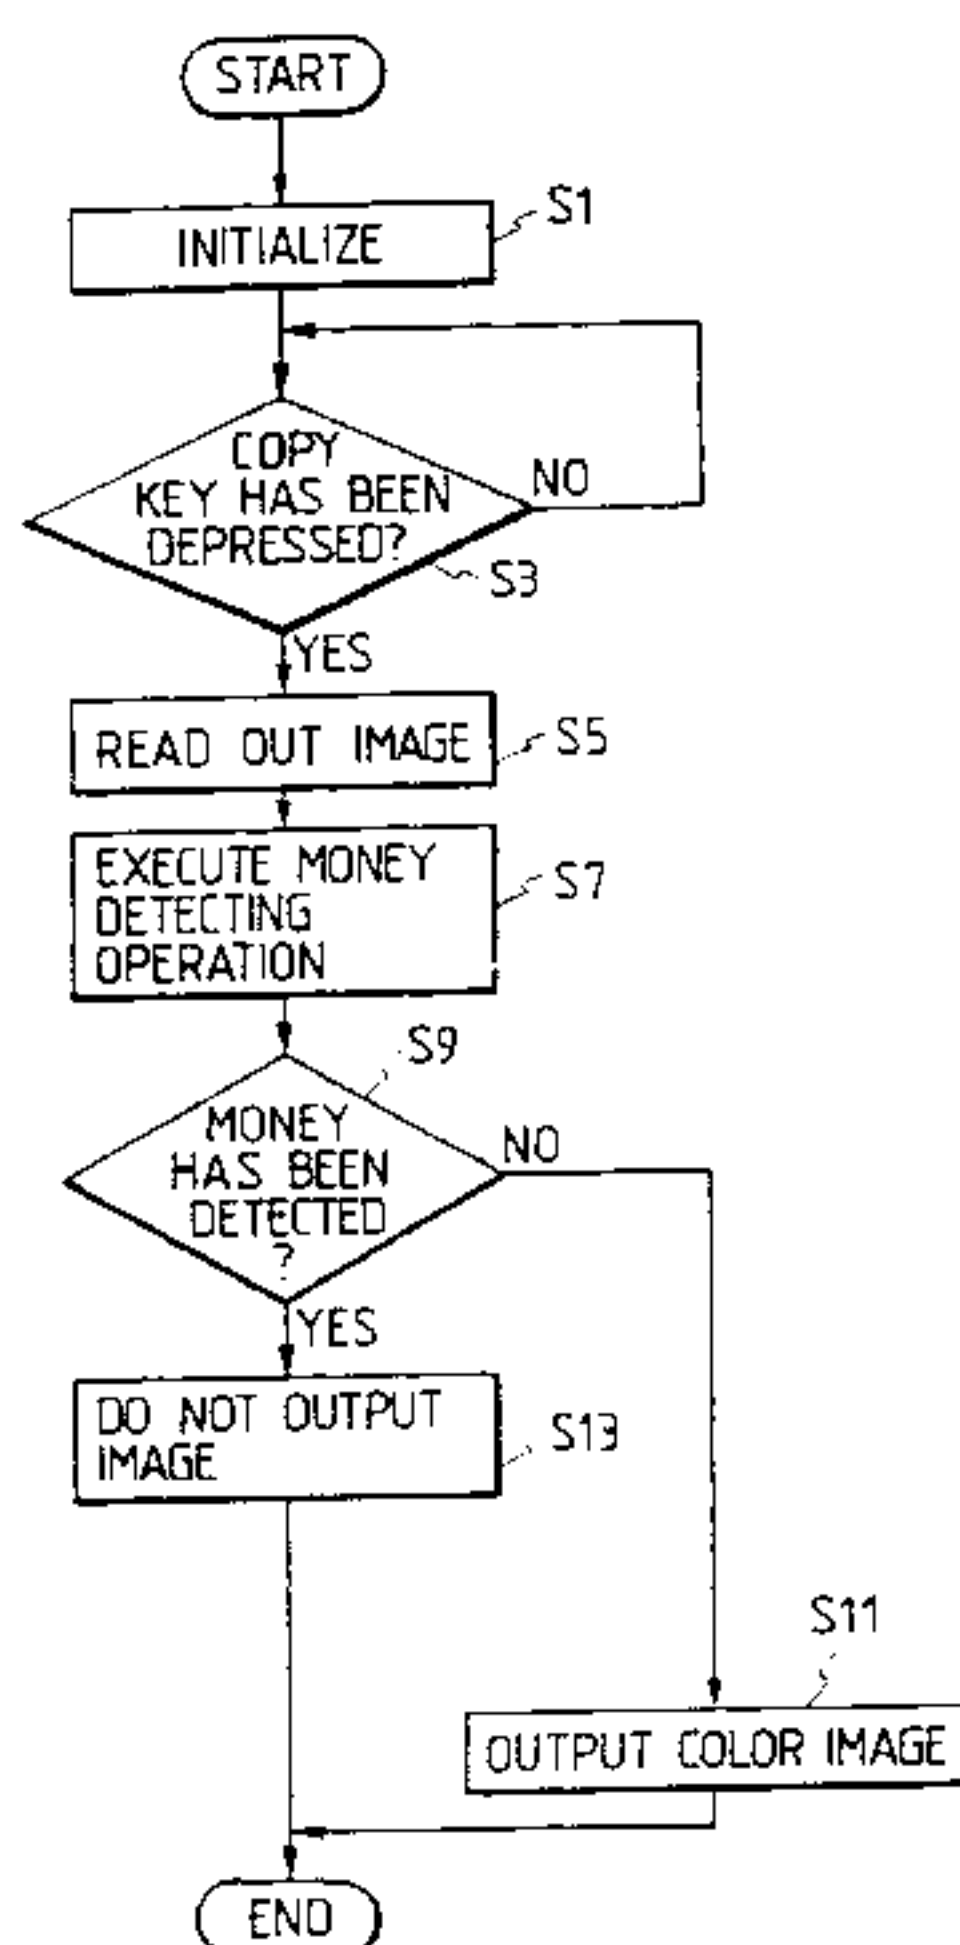 START
S1
INITIALIZE
COPY
KEY HAS BEEN
DEPRESSED?
NO
S3
YES
READ OUT IMAGE
S5
EXECUTE MONEY
DETECTING
OPERATION
S7
S9
MONEY
HAS BEEN
DETECTED
?
NO
YES
DO NOT OUTPUT
IMAGE
S13
S11
OUTPUT COLOR IMAGE
END